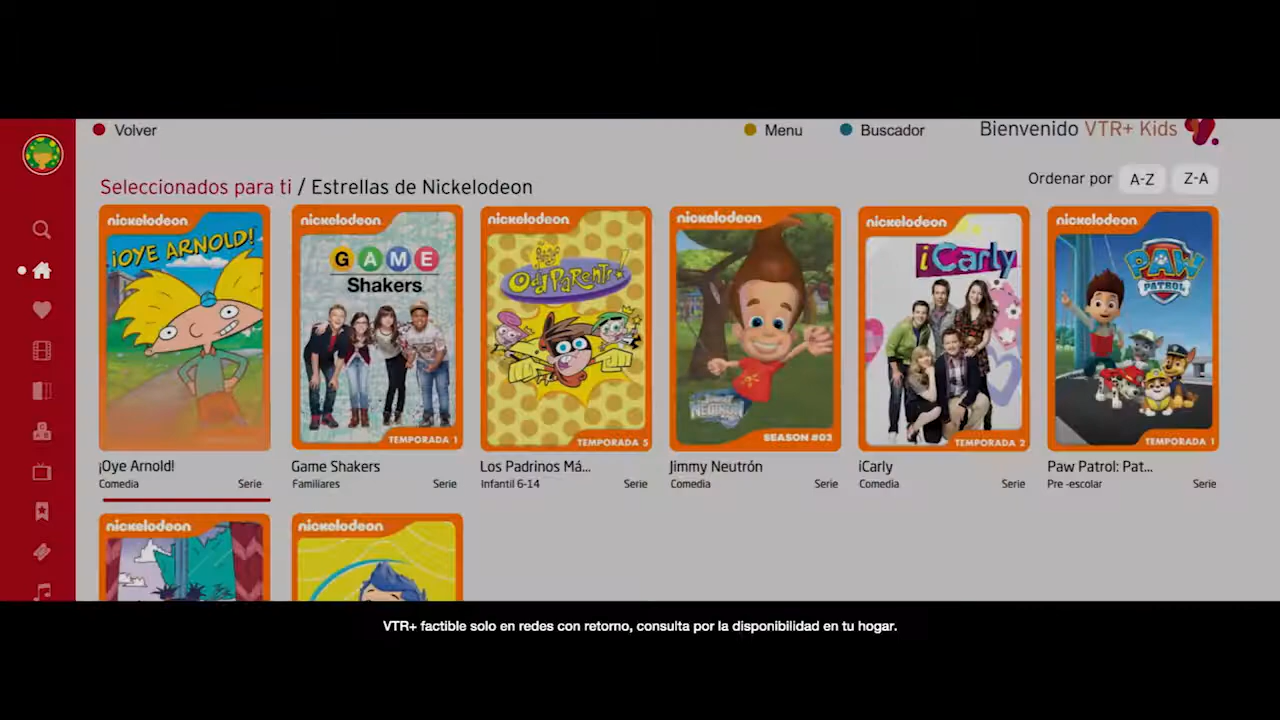 Volver
Menu
Buscador
Bienvenido VTR+ Kids
Seleccionados para ti / Estrellas de Nickelodeon
Ordenar por A-Z Z-A
nickelodeon
¡OYE ARNOLD!
nickelodeon
GAME
Shakers
TEMPORADA 1
nickelodeon
OddParents!
TEMPORADA 5
nickelodeon
Jimmy
NEUTRON
SEASON #03
nickelodeon
iCarly
TEMPORADA 2
nickelodeon
PAW
PATROL
TEMPORADA 1
¡Oye Arnold!
Comedia Serie
Game Shakers
Familiares Serie
Los Padrinos Má...
Infantil 6-14 Serie
Jimmy Neutrón
Comedia Serie
iCarly
Comedia Serie
Paw Patrol: Pat...
Pre -escolar Serie
nickelodeon
nickelodeon
VTR+ factible solo en redes con retorno, consulta por la disponibilidad en tu hogar.